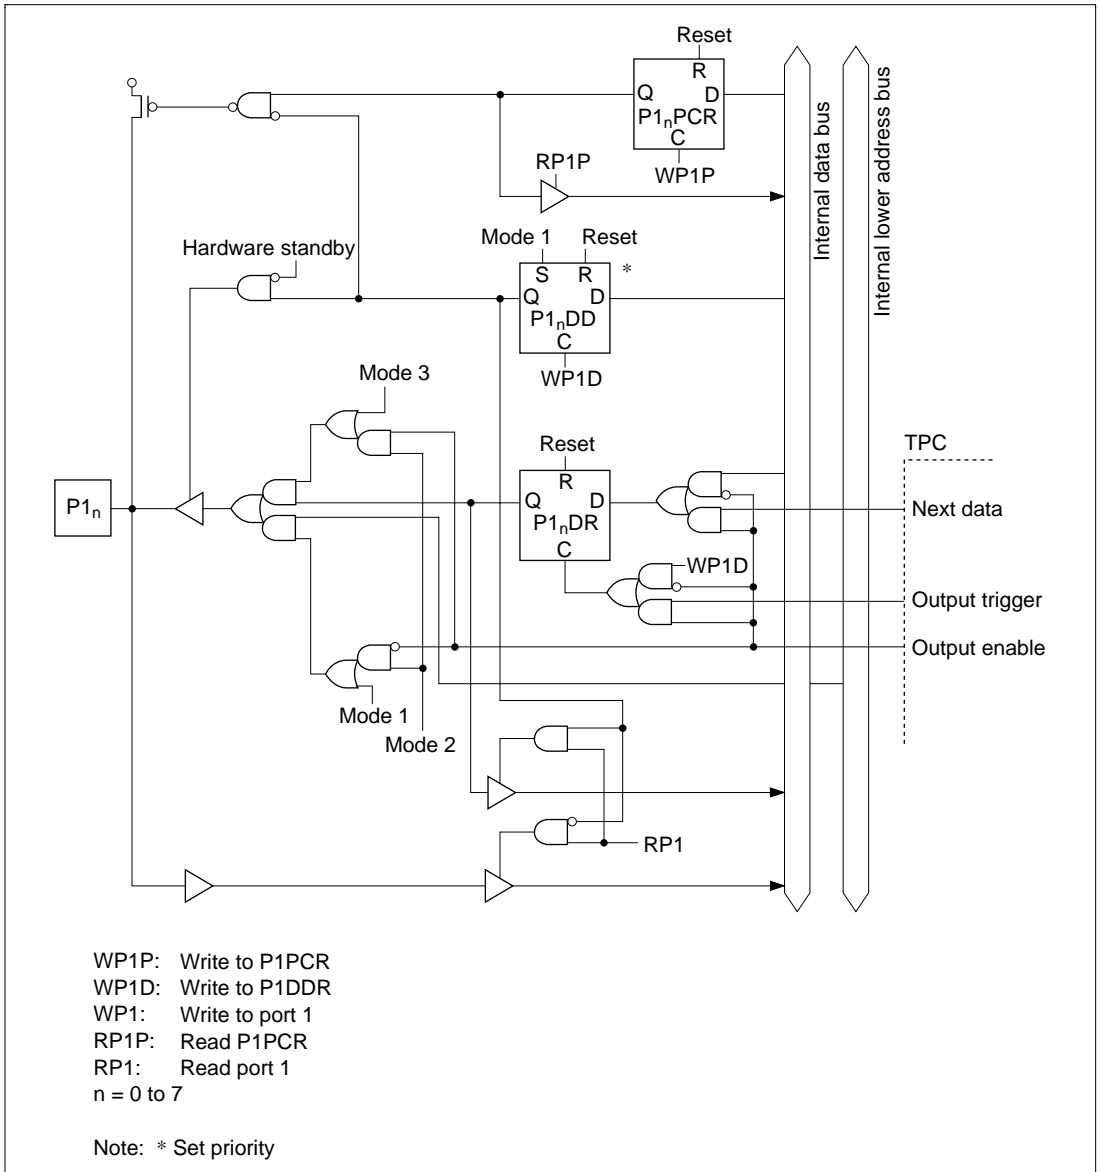 Reset
R
Q D
P1nPCR
C
WP1P
RP1P
Internal data bus
Internal lower address bus
Mode 1 Reset
Hardware standby
S R *
Q D
P1nDD
C
WP1D
Mode 3
Reset
R
Q D
P1nDR
C
TPC
P1n
Next data
WP1D
Output trigger
Output enable
Mode 1
Mode 2
RP1
WP1P: Write to P1PCR
WP1D: Write to P1DDR
WP1: Write to port 1
RP1P: Read P1PCR
RP1: Read port 1
n = 0 to 7
Note: * Set priority